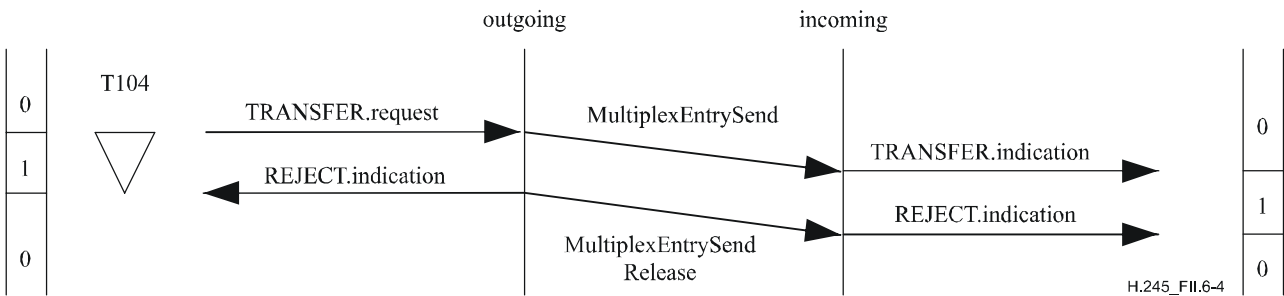 outgoing
incoming
T104
0
TRANSFER.request
MultiplexEntrySend
0
1
REJECT.indication
TRANSFER.indication
REJECT.indication
1
0
MultiplexEntrySend
Release
0
H.245_FII.6-4